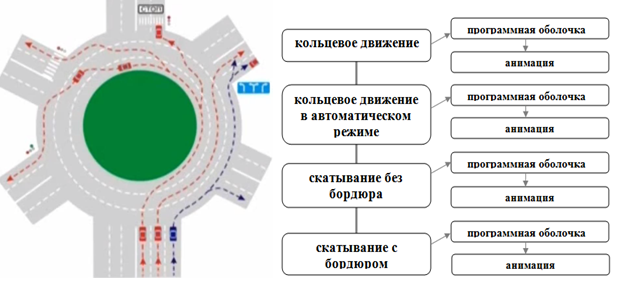 СТОП
кольцевое движение
программная оболочка
анимация
кольцевое движение
в автоматическом
режиме
программная оболочка
анимация
скатывание без
бордюра
программная оболочка
анимация
скатывание с
бордюром
программная оболочка
анимация